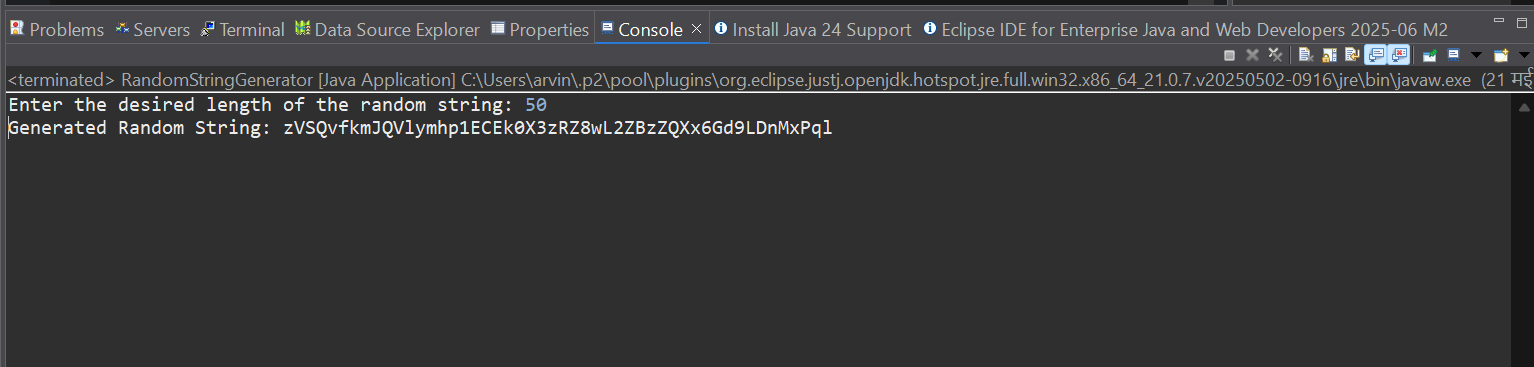 Problems Servers Terminal Data Source Explorer Properties Console Install Java 24 Support Eclipse IDE for Enterprise Java and Web Developers 2025-06 M2
<terminated> RandomStringGenerator [Java Application] C:\Users\arvin\.p2\pool\plugins\org.eclipse.justj.openjdk.hotspot.jre.full.win32.x86_64_21.0.7.v20250502-0916\jre\bin\javaw.exe (21 मई
Enter the desired length of the random string: 50
Generated Random String: zVSQvfkmJQVlymhp1ECEk0X3zRZ8wL2ZBzZQXx6Gd9LDnMxPql